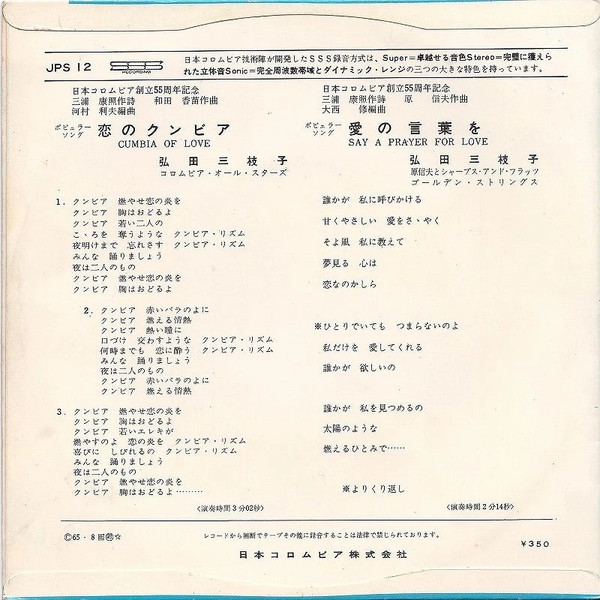 JPS 12
SSS
RECORDING
日本コロムビア技術陣が開発したSSS録音方式は、Super=卓越せる音色Stereo=完璧に獲えら
れた立体音Sonic=完全周波数帯域とダイナミック・レンジの三つの大きな特色を持っています。
日本コロムビア創立55周年記念
三浦 康照作詩 和田 香苗作曲
河村 利夫編曲
ポピュラーソング 恋のクンビア
CUMBIA OF LOVE
弘田三枝子
コロムビア・オール・スターズ
1. クンビア 燃やせ恋の炎を
クンビア 胸はおどるよ
クンビア 若い二人の
こゝろを 奪うような クンビア・リズム
夜明けまで 忘れさす クンビア・リズム
みんな 踊りましょう
夜は二人のもの
クンビア 燃やせ恋の炎を
クンビア 胸はおどるよ
2. クンビア 赤いバラのよに
クンビア 燃える情熱
クンビア 熱い瞳に
口づけ 交わすような クンビア・リズム
何時までも 恋に酔う クンビア・リズム
みんな 踊りましょう
夜は二人のもの
クンビア 赤いバラのよに
クンビア 燃える情熱
3. クンビア 燃やせ恋の炎を
クンビア 胸はおどるよ
クンビア 若いエレキが
燃やすのよ 恋の炎を クンビア・リズム
喜びに しびれるの クンビア・リズム
みんな 踊りましょう
夜は二人のもの
クンビア 燃やせ恋の炎を
クンビア 胸はおどるよ………
〈演奏時間3分02秒〉
日本コロムビア創立55周年記念
三浦 康照作詩 原 信夫作曲
大西 修編曲
ポピュラーソング 愛の言葉を
SAY A PRAYER FOR LOVE
弘田三枝子
原信夫とシャープス・アンド・フラッツ
ゴールデン・ストリングス
誰かが 私に呼びかける
甘くやさしい 愛をさゝやく
そよ風 私に教えて
夢見る 心は
恋なのかしら
※ひとりでいても つまらないのよ
私だけを 愛してくれる
誰かが 欲しいの
誰かが 私を見つめるの
太陽のような
燃えるひとみで……
※よりくり返し
〈演奏時間2分14秒〉
Ⓒ65・8回
☆
レコードから無断でテープその他に録音することは法律で禁じられております。
日本コロムビア株式会社
¥350